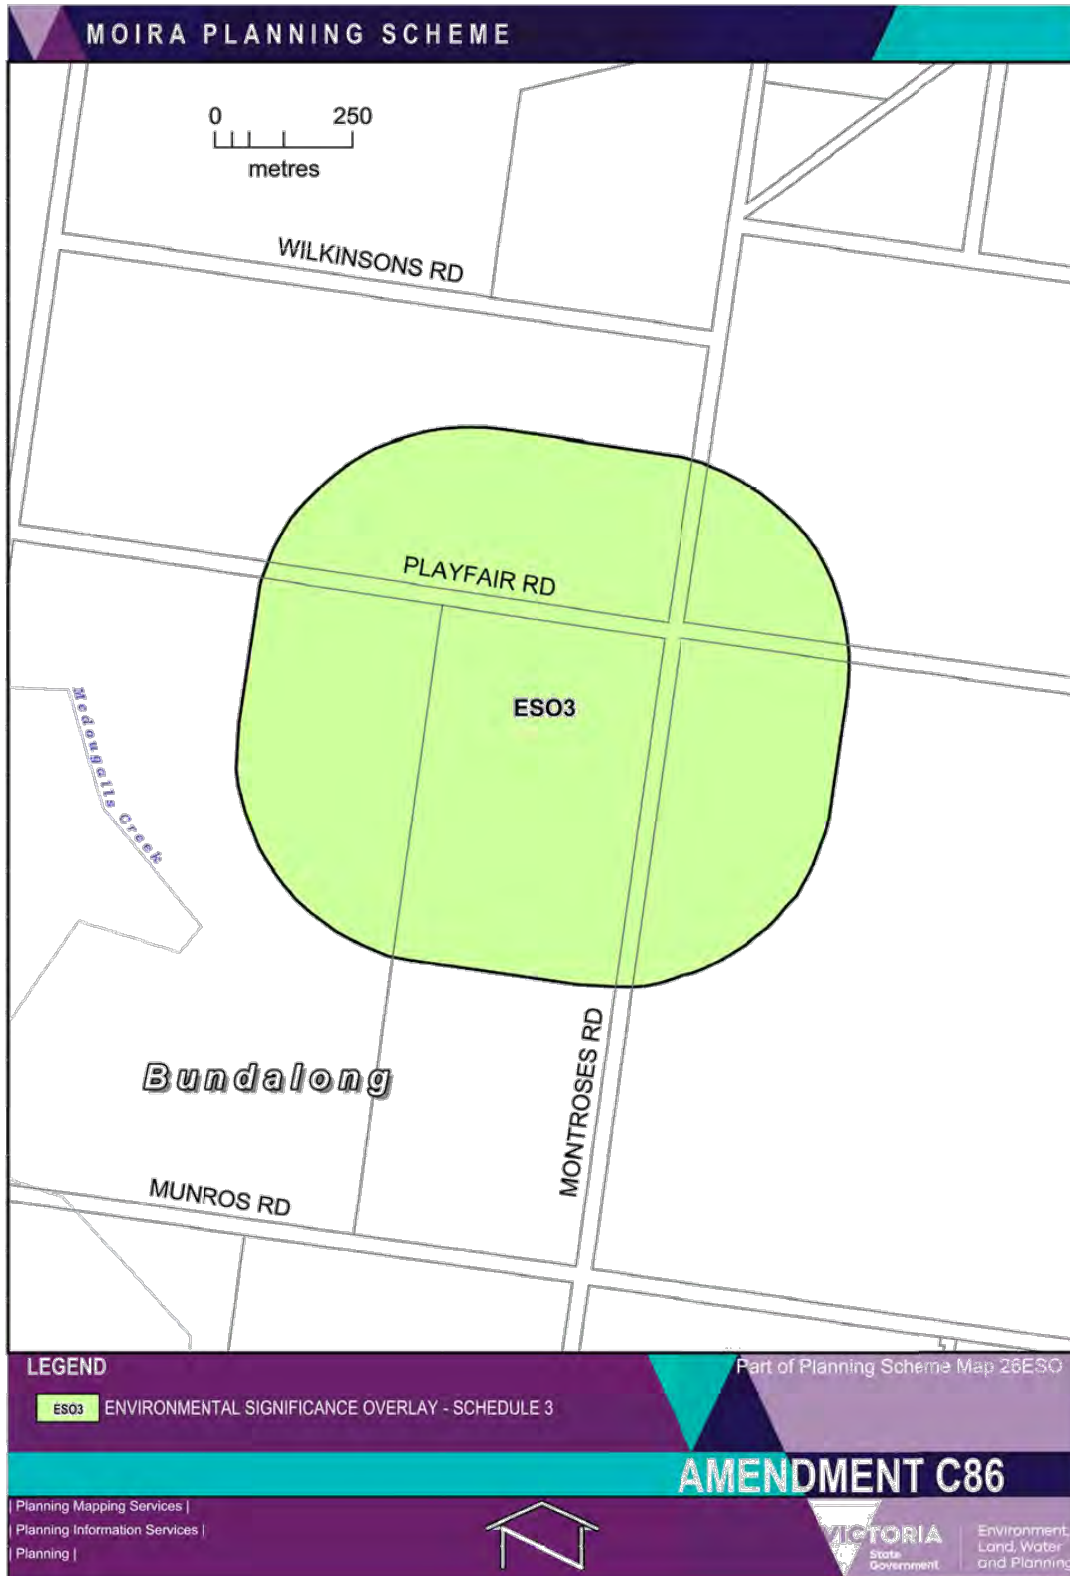 MOIRA PLANNING SCHEME
0 250
metres
WILKINSONS RD
PLAYFAIR RD
ESO3
Mcdougalls Creek
MONTROSES RD
Bundalong
MUNROS RD
LEGEND
Part of Planning Scheme Map 26ESO
ESO3 ENVIRONMENTAL SIGNIFICANCE OVERLAY - SCHEDULE 3
AMENDMENT C86
| Planning Mapping Services |
| Planning Information Services |
| Planning |
VICTORIA
State
Government
Environment,
Land, Water
and Planning